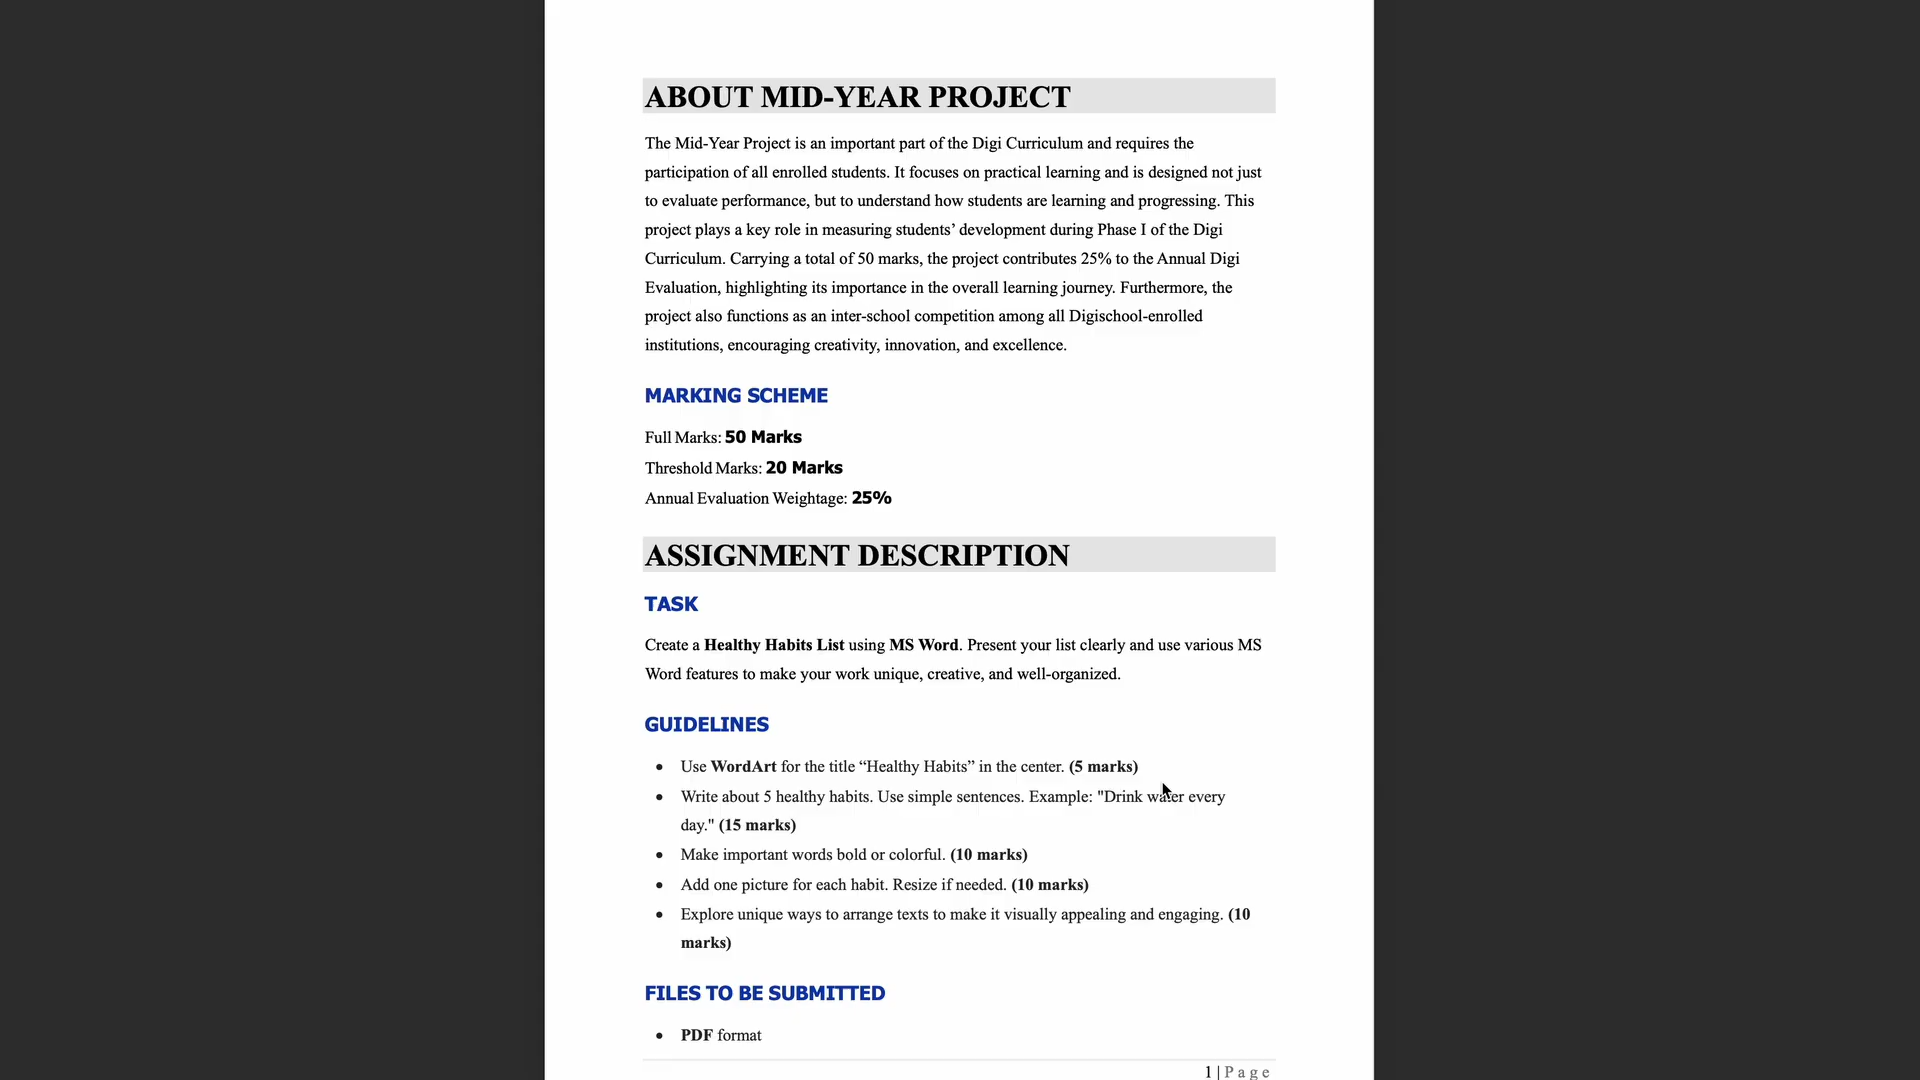 ABOUT MID-YEAR PROJECT
The Mid-Year Project is an important part of the Digi Curriculum and requires the
participation of all enrolled students. It focuses on practical learning and is designed not just
to evaluate performance, but to understand how students are learning and progressing. This
project plays a key role in measuring students’ development during Phase I of the Digi
Curriculum. Carrying a total of 50 marks, the project contributes 25% to the Annual Digi
Evaluation, highlighting its importance in the overall learning journey. Furthermore, the
project also functions as an inter-school competition among all Digischool-enrolled
institutions, encouraging creativity, innovation, and excellence.
MARKING SCHEME
Full Marks: 50 Marks
Threshold Marks: 20 Marks
Annual Evaluation Weightage: 25%
ASSIGNMENT DESCRIPTION
TASK
Create a Healthy Habits List using MS Word. Present your list clearly and use various MS
Word features to make your work unique, creative, and well-organized.
GUIDELINES
• Use WordArt for the title “Healthy Habits” in the center. (5 marks)
• Write about 5 healthy habits. Use simple sentences. Example: "Drink water every
day." (15 marks)
• Make important words bold or colorful. (10 marks)
• Add one picture for each habit. Resize if needed. (10 marks)
• Explore unique ways to arrange texts to make it visually appealing and engaging. (10
marks)
FILES TO BE SUBMITTED
• PDF format
1 | Page